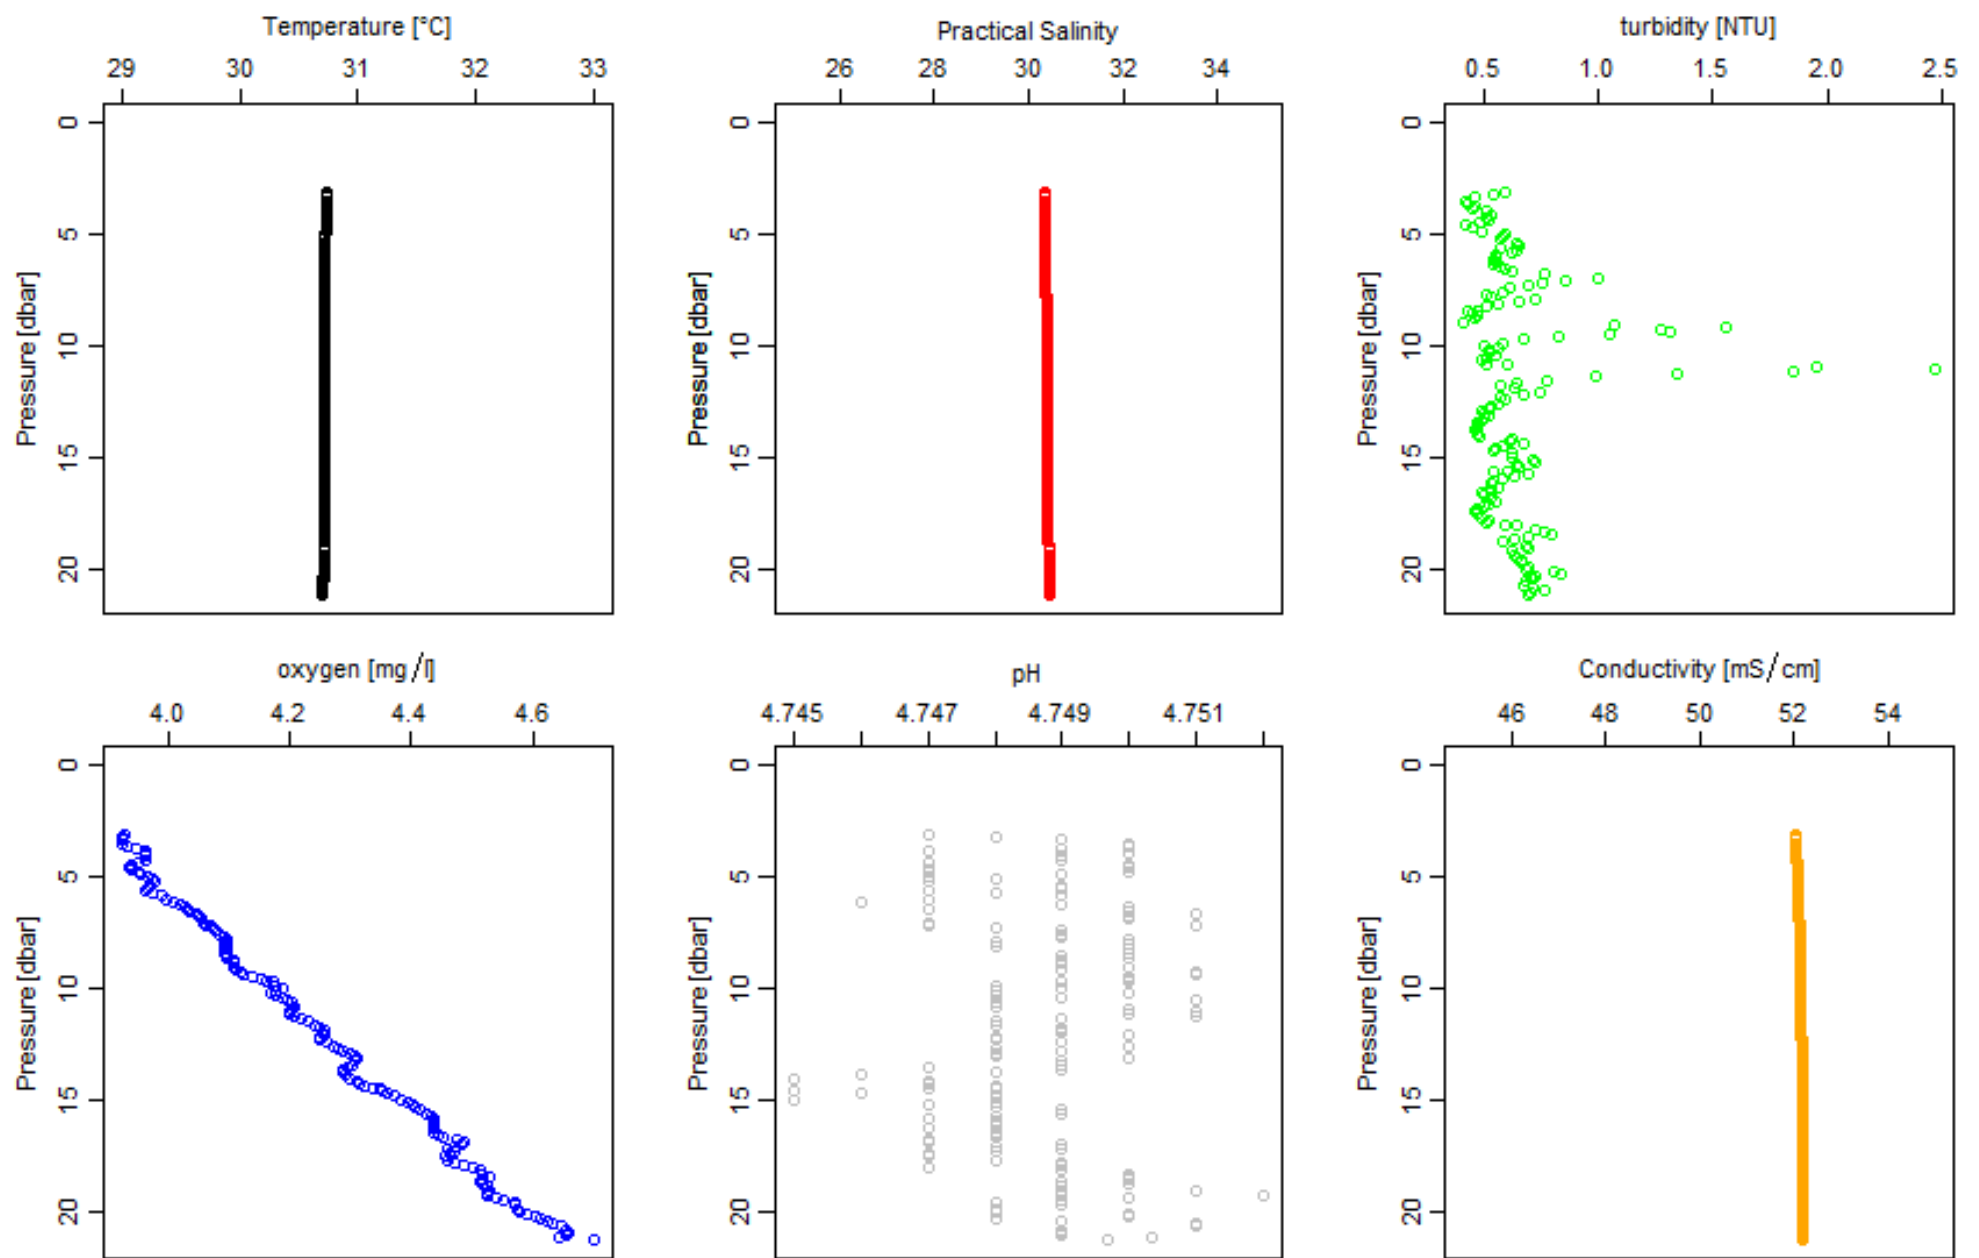 Temperature [°C]
29 30 31 32 33
Pressure [dbar]
0 5 10 15 20
Practical Salinity
26 28 30 32 34
Pressure [dbar]
0 5 10 15 20
turbidity [NTU]
0.5 1.0 1.5 2.0 2.5
Pressure [dbar]
0 5 10 15 20
oxygen [mg/l]
4.0 4.2 4.4 4.6
Pressure [dbar]
0 5 10 15 20
pH
4.745 4.747 4.749 4.751
Pressure [dbar]
0 5 10 15 20
Conductivity [mS/cm]
46 48 50 52 54
Pressure [dbar]
0 5 10 15 20